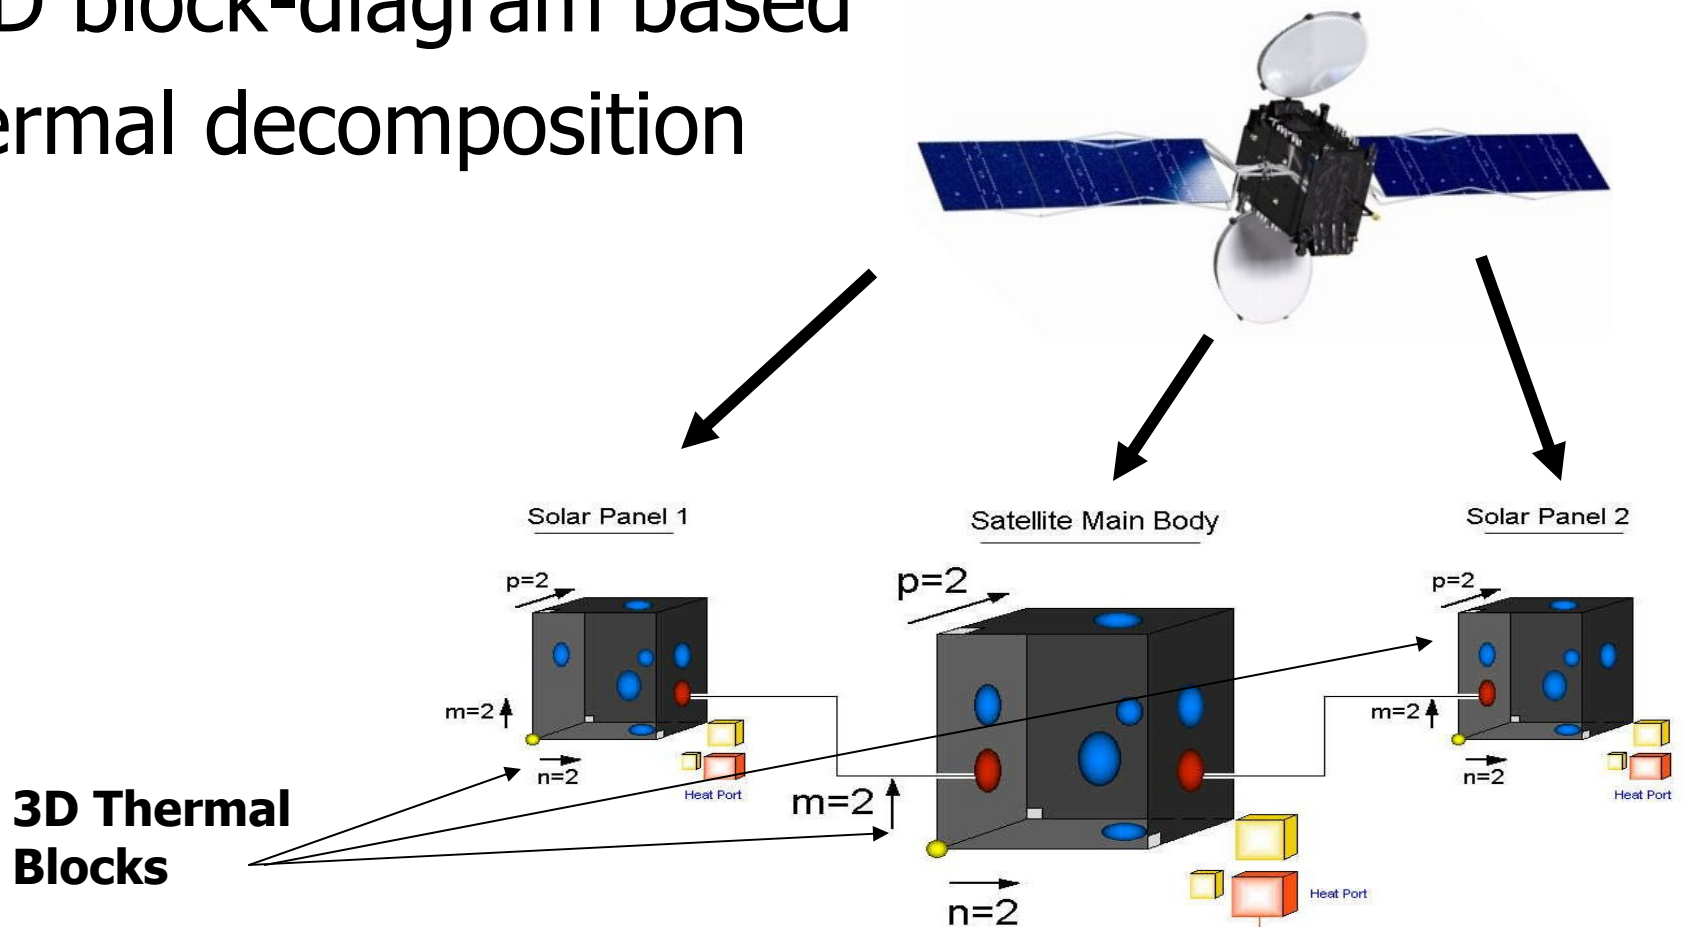 D block-diagram based
ermal decomposition
Solar Panel 1
Satellite Main Body
Solar Panel 2
p=2
p=2
p=2
m=2
m=2
m=2
n=2
n=2
n=2
Heat Port
Heat Port
Heat Port
3D Thermal
Blocks